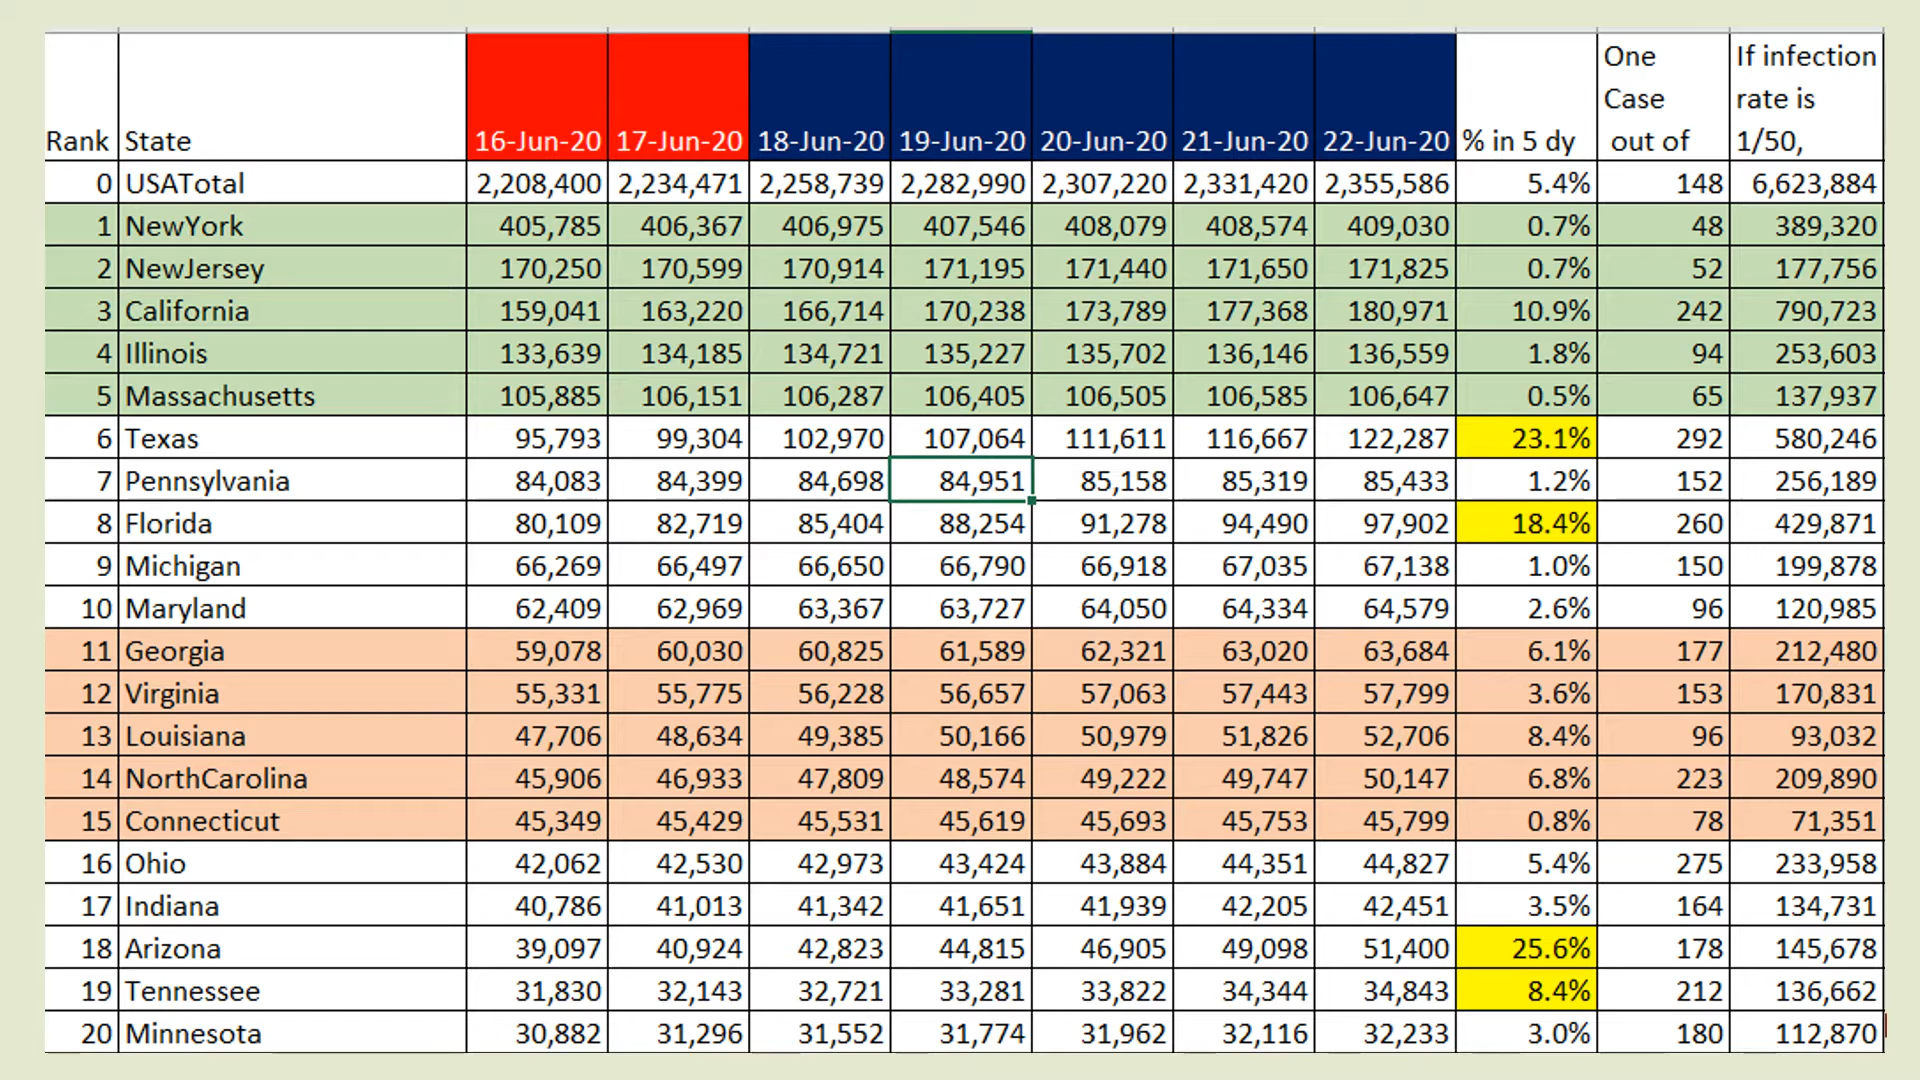 One If infection
Case rate is
Rank State 16-Jun-20 17-Jun-20 18-Jun-20 19-Jun-20 20-Jun-20 21-Jun-20 22-Jun-20 % in 5 dy out of 1/50,
0 USATotal 2,208,400 2,234,471 2,258,739 2,282,990 2,307,220 2,331,420 2,355,586 5.4% 148 6,623,884
1 NewYork 405,785 406,367 406,975 407,546 408,079 408,574 409,030 0.7% 48 389,320
2 NewJersey 170,250 170,599 170,914 171,195 171,440 171,650 171,825 0.7% 52 177,756
3 California 159,041 163,220 166,714 170,238 173,789 177,368 180,971 10.9% 242 790,723
4 Illinois 133,639 134,185 134,721 135,227 135,702 136,146 136,559 1.8% 94 253,603
5 Massachusetts 105,885 106,151 106,287 106,405 106,505 106,585 106,647 0.5% 65 137,937
6 Texas 95,793 99,304 102,970 107,064 111,611 116,667 122,287 23.1% 292 580,246
7 Pennsylvania 84,083 84,399 84,698 84,951 85,158 85,319 85,433 1.2% 152 256,189
8 Florida 80,109 82,719 85,404 88,254 91,278 94,490 97,902 18.4% 260 429,871
9 Michigan 66,269 66,497 66,650 66,790 66,918 67,035 67,138 1.0% 150 199,878
10 Maryland 62,409 62,969 63,367 63,727 64,050 64,334 64,579 2.6% 96 120,985
11 Georgia 59,078 60,030 60,825 61,589 62,321 63,020 63,684 6.1% 177 212,480
12 Virginia 55,331 55,775 56,228 56,657 57,063 57,443 57,799 3.6% 153 170,831
13 Louisiana 47,706 48,634 49,385 50,166 50,979 51,826 52,706 8.4% 96 93,032
14 NorthCarolina 45,906 46,933 47,809 48,574 49,222 49,747 50,147 6.8% 223 209,890
15 Connecticut 45,349 45,429 45,531 45,619 45,693 45,753 45,799 0.8% 78 71,351
16 Ohio 42,062 42,530 42,973 43,424 43,884 44,351 44,827 5.4% 275 233,958
17 Indiana 40,786 41,013 41,342 41,651 41,939 42,205 42,451 3.5% 164 134,731
18 Arizona 39,097 40,924 42,823 44,815 46,905 49,098 51,400 25.6% 178 145,678
19 Tennessee 31,830 32,143 32,721 33,281 33,822 34,344 34,843 8.4% 212 136,662
20 Minnesota 30,882 31,296 31,552 31,774 31,962 32,116 32,233 3.0% 180 112,870